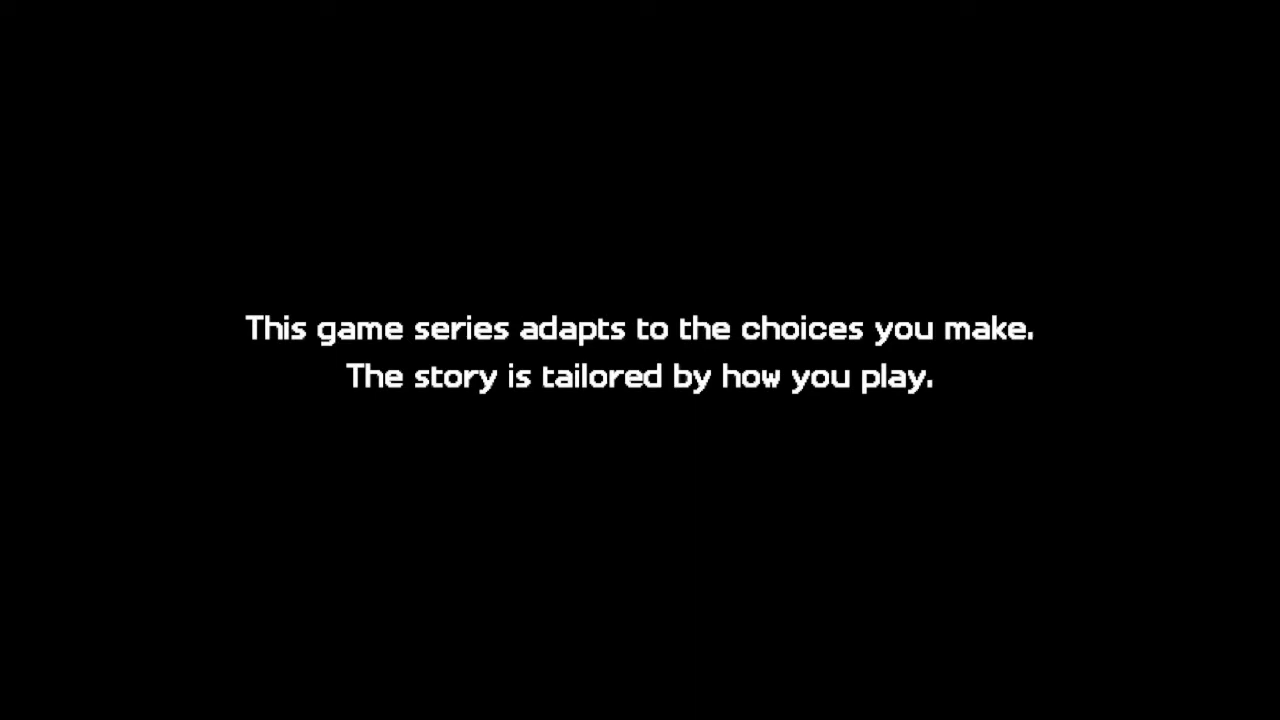 This game series adapts to the choices you make.
The story is tailored by how you play.